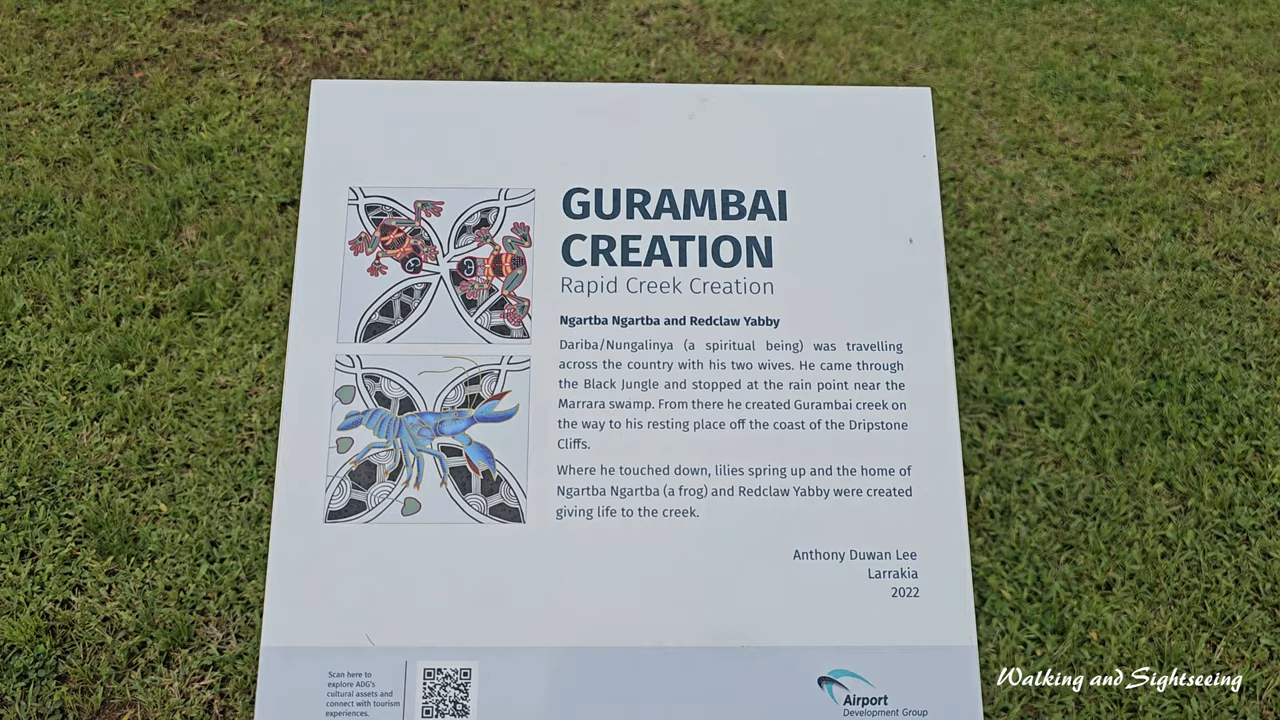 GURAMBAI
CREATION
Rapid Creek Creation
Ngartba Ngartba and Redclaw Yabby
Dariba/Nungalinya (a spiritual being) was travelling
across the country with his two wives. He came through
the Black Jungle and stopped at the rain point near the
Marrara swamp. From there he created Gurambai creek on
the way to his resting place off the coast of the Dripstone
Cliffs.
Where he touched down, lilies spring up and the home of
Ngartba Ngartba (a frog) and Redclaw Yabby were created
giving life to the creek.
Anthony Duwan Lee
Larrakia
2022
Scan here to
explore ADG's
cultural assets and
connect with tourism
experiences.
Airport
Development Group
Walking and Sightseeing